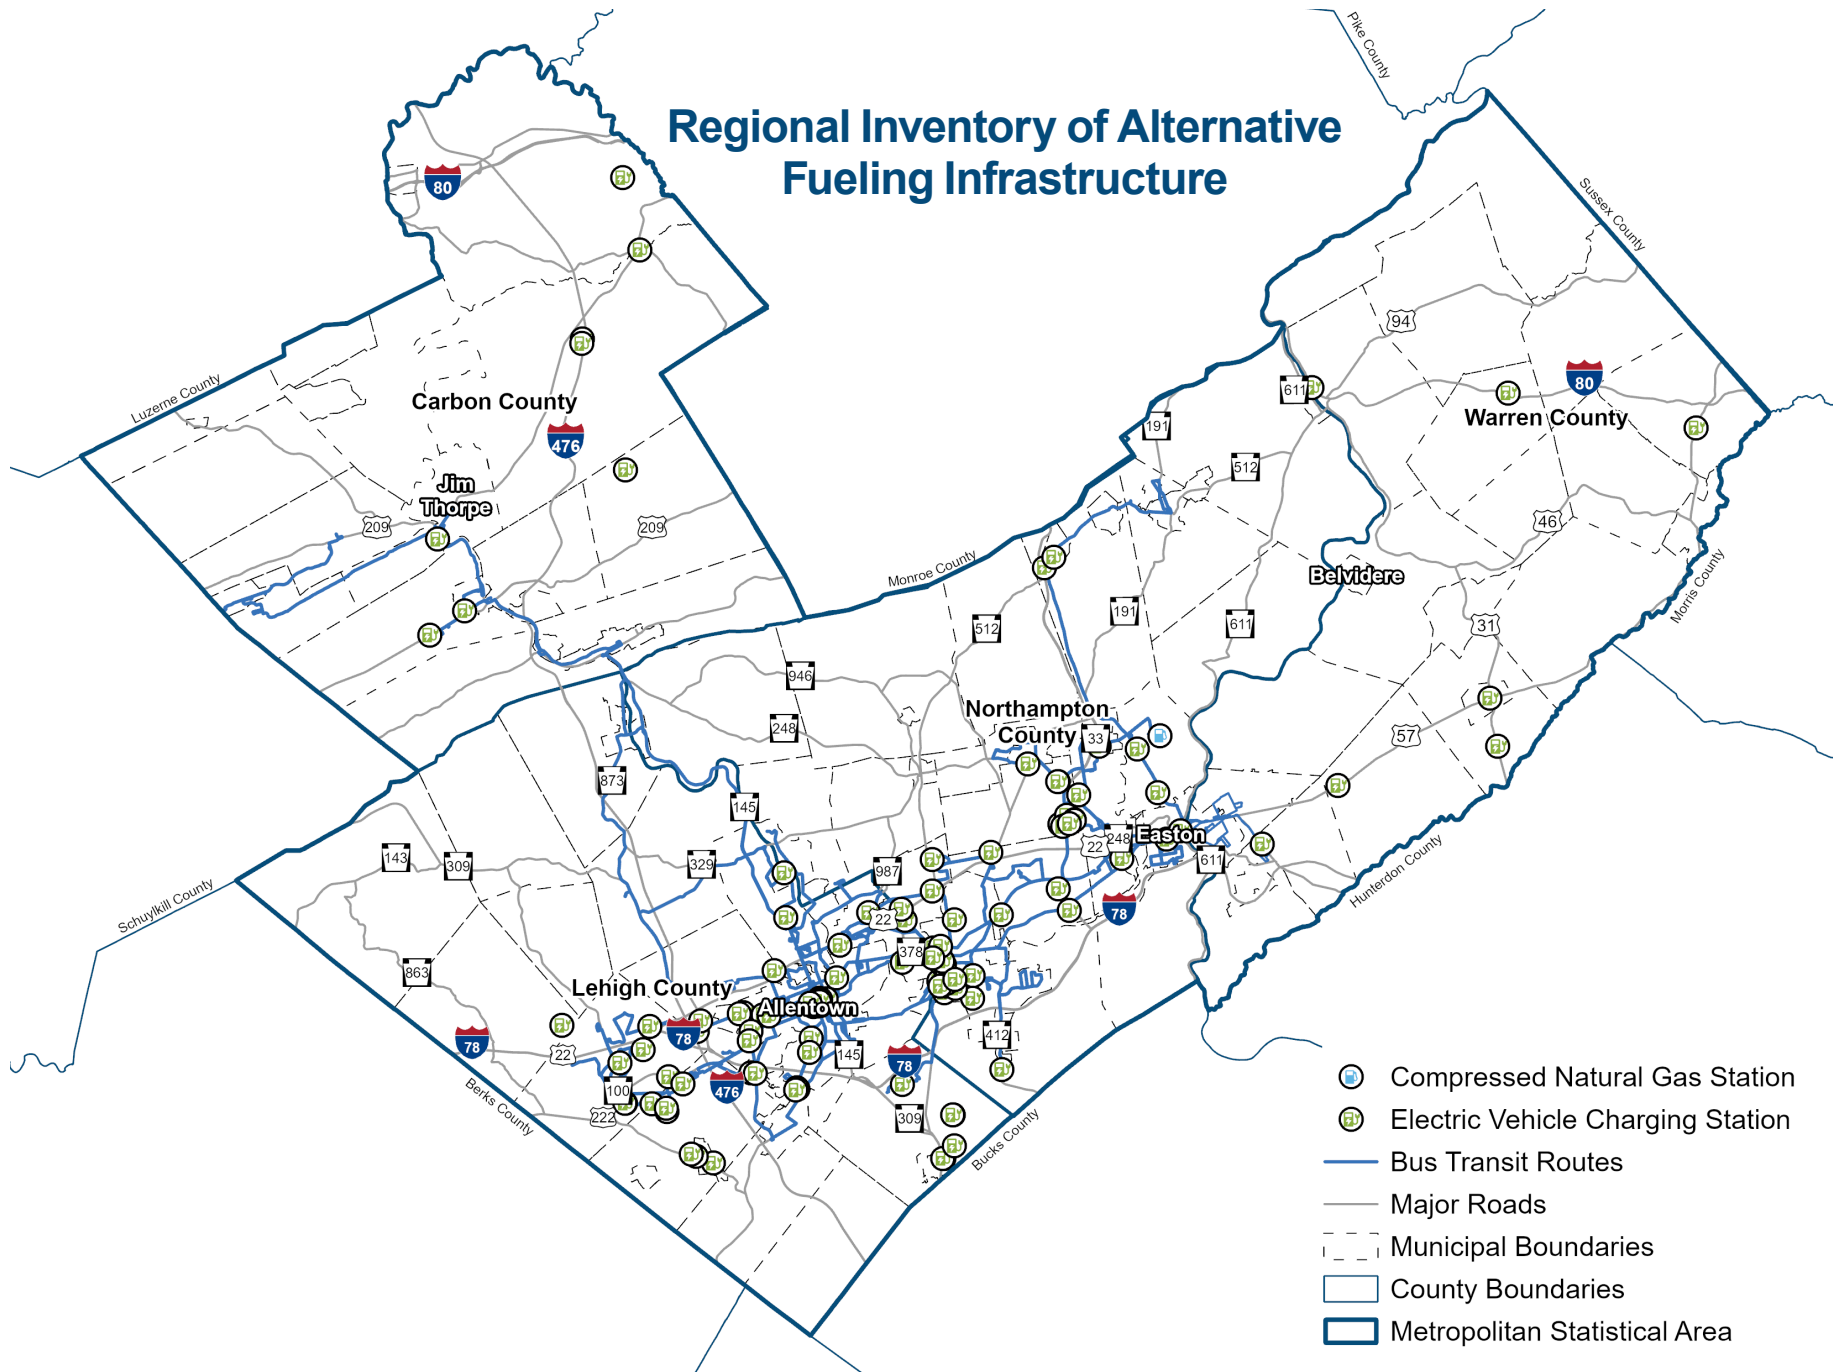 Pike County
Regional Inventory of Alternative
Fueling Infrastructure
80
Sussex County
94
Luzerne County
Carbon County
611
80
Warren County
476
191
512
Jim
Thorpe
209
209
46
Monroe County
Belvidere
Morris County
512
191
611
31
946
248
Northampton
County
33
57
873
145
143
309
329
987
22
248
Easton
611
Hunterdon County
Schuylkill County
22
78
378
863
Lehigh County
Allentown
78
22
78
145
412
78
476
100
222
309
Berks County
Bucks County
Compressed Natural Gas Station
Electric Vehicle Charging Station
Bus Transit Routes
Major Roads
Municipal Boundaries
County Boundaries
Metropolitan Statistical Area